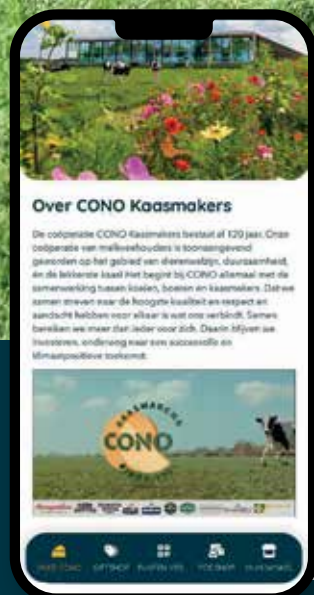 Over CONO Kaasmakers
De coöperatie CONO Kaasmakers bestaat al 120 jaar. Onze
coöperatie van melkveehouders is toonaangevend
geworden op het gebied van dierenwelzijn, duurzaamheid,
én de lekkerste kaas! Het begint bij CONO allemaal met de
samenwerking tussen koeien, boeren en kaasmakers. Dat we
samen streven naar de hoogste kwaliteit en respect en
aandacht hebben voor elkaar is wat ons verbindt. Samen
bereiken we meer dan ieder voor zich. Daarin blijven we
investeren, onderweg naar een succesvolle en
klimaatpositieve toekomst.
KAASMAKERS
CONO
OVER CONO
GIFTSHOP